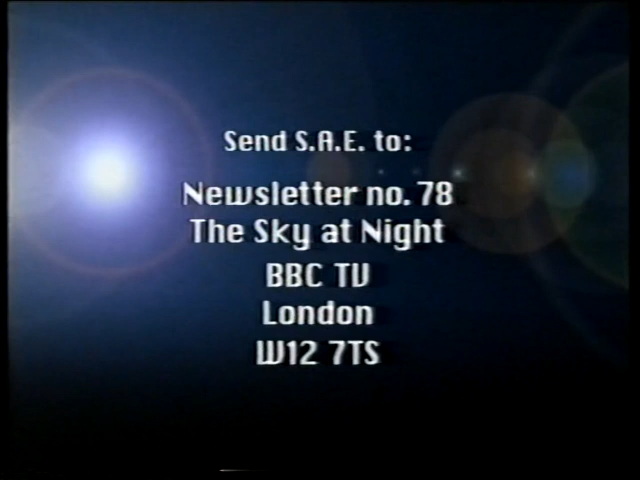 Send S.A.E. to:
Newsletter no. 78
The Sky at Night
BBC TV
London
W12 7TS